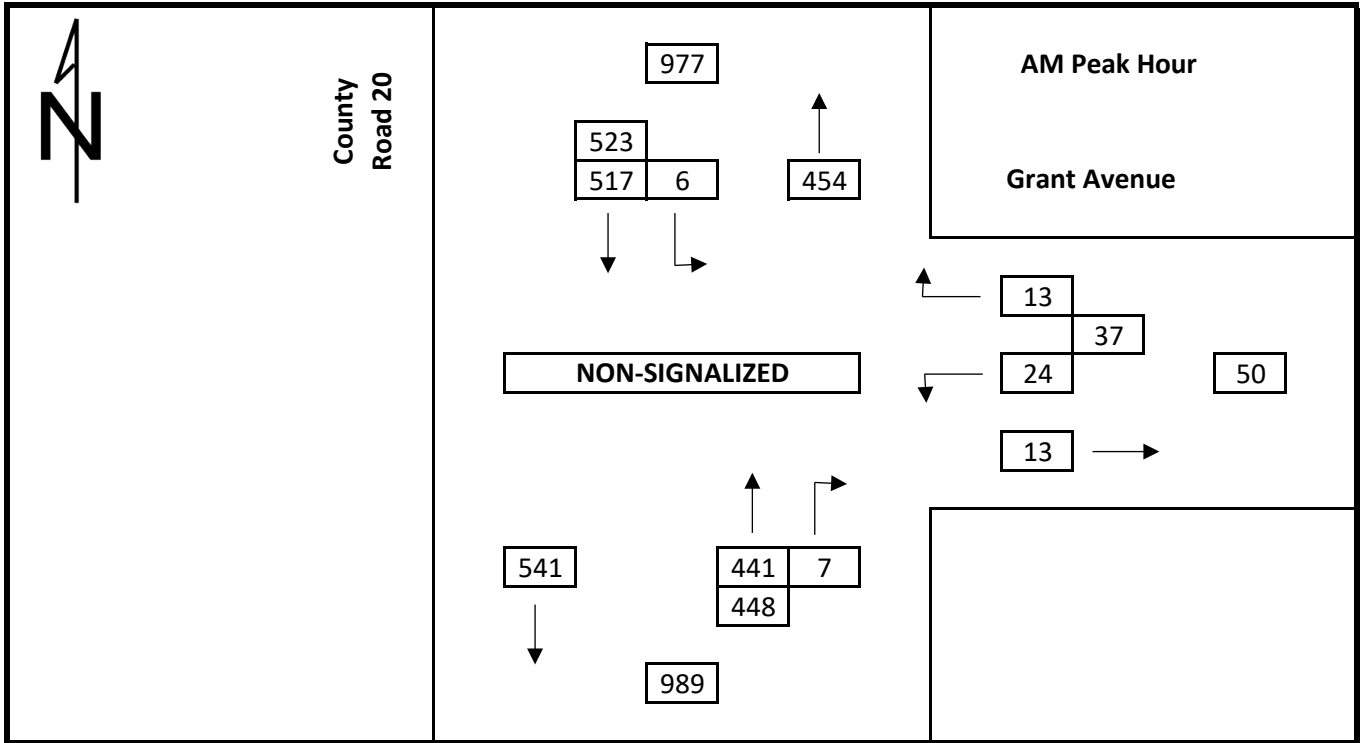 N
County
Road 20
977
AM Peak Hour
523
517 6 454
Grant Avenue
13
37
NON-SIGNALIZED 24 50
13
541 441 7
448
989